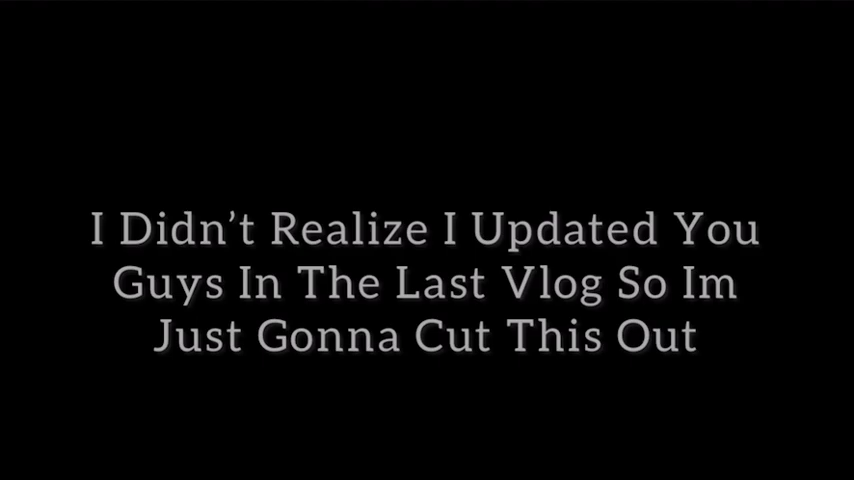 I Didn’t Realize I Updated You
Guys In The Last Vlog So Im
Just Gonna Cut This Out